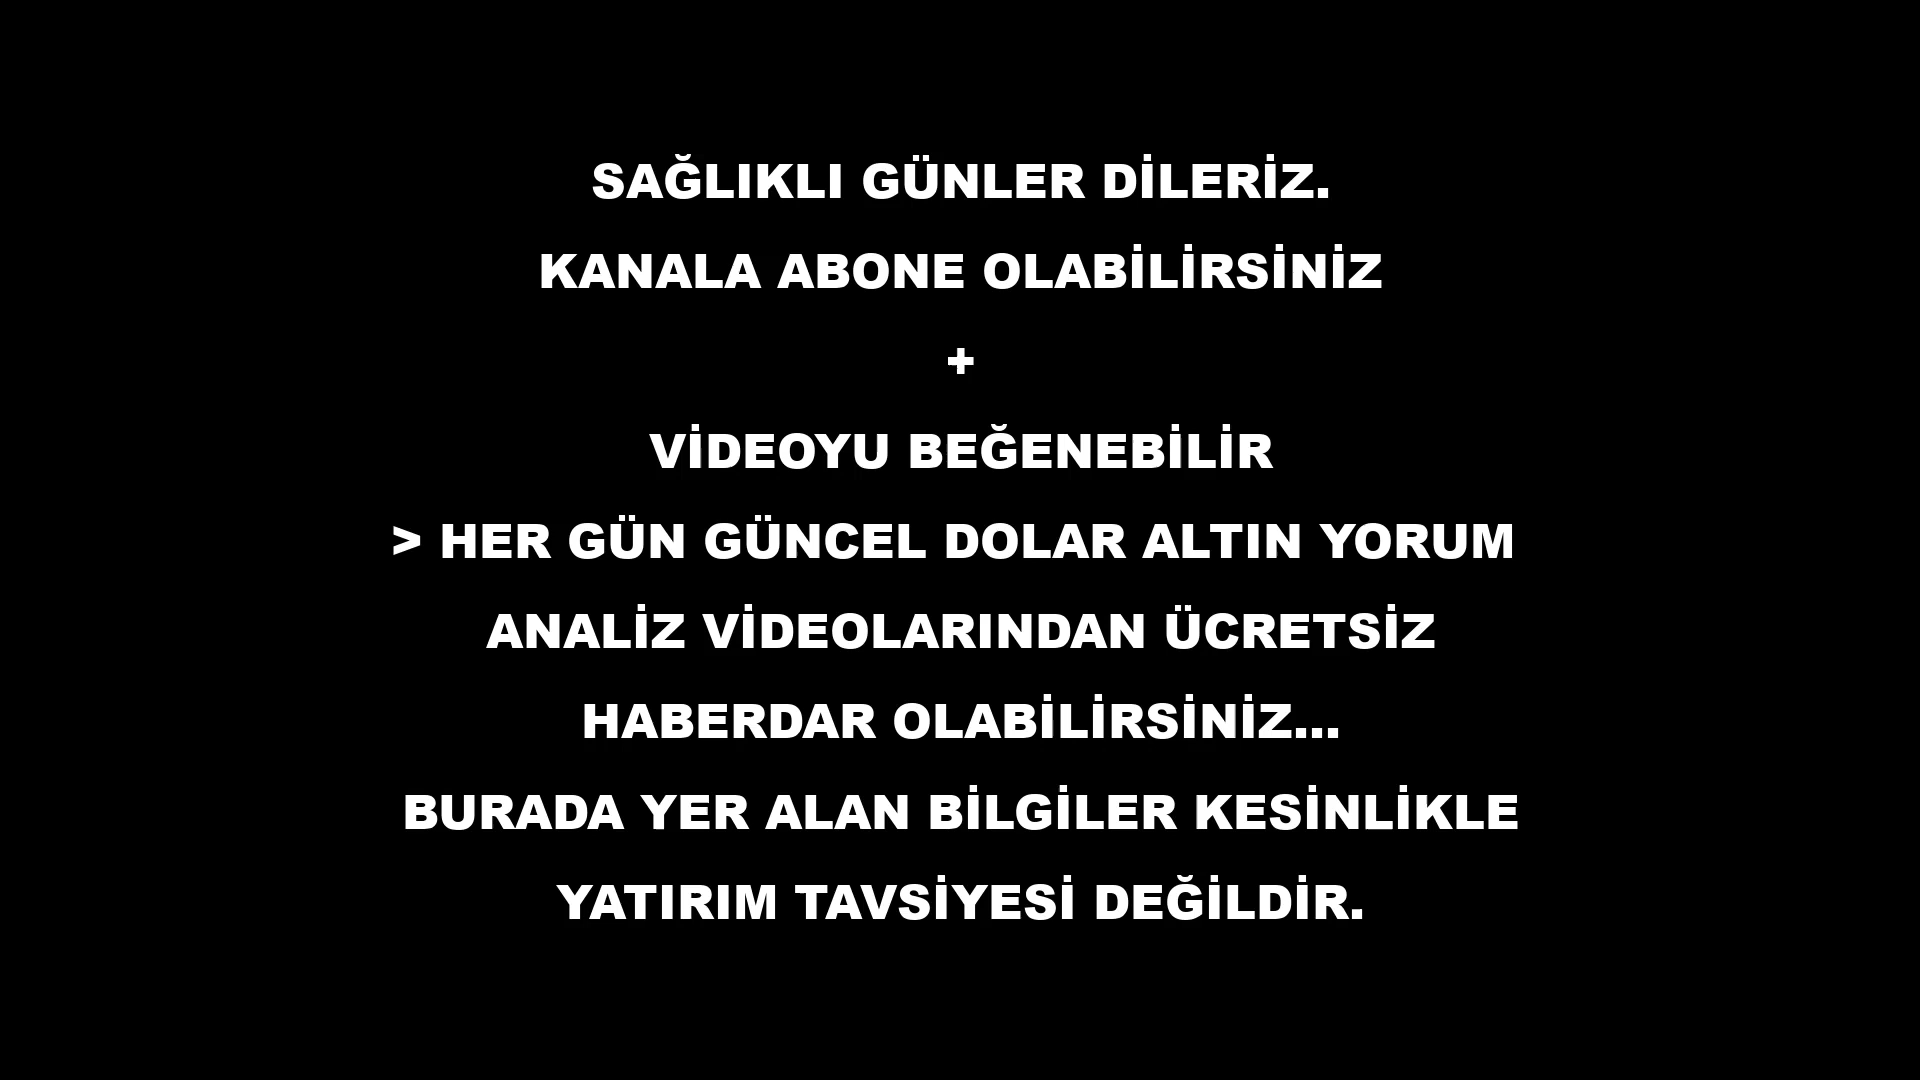 SAĞLIKLI GÜNLER DİLERİZ.
KANALA ABONE OLABİLİRSİNİZ
+
VİDEOYU BEĞENEBİLİR
> HER GÜN GÜNCEL DOLAR ALTIN YORUM
ANALİZ VİDEOLARINDAN ÜCRETSİZ
HABERDAR OLABİLİRSİNİZ...
BURADA YER ALAN BİLGİLER KESİNLİKLE
YATIRIM TAVSİYESİ DEĞİLDİR.